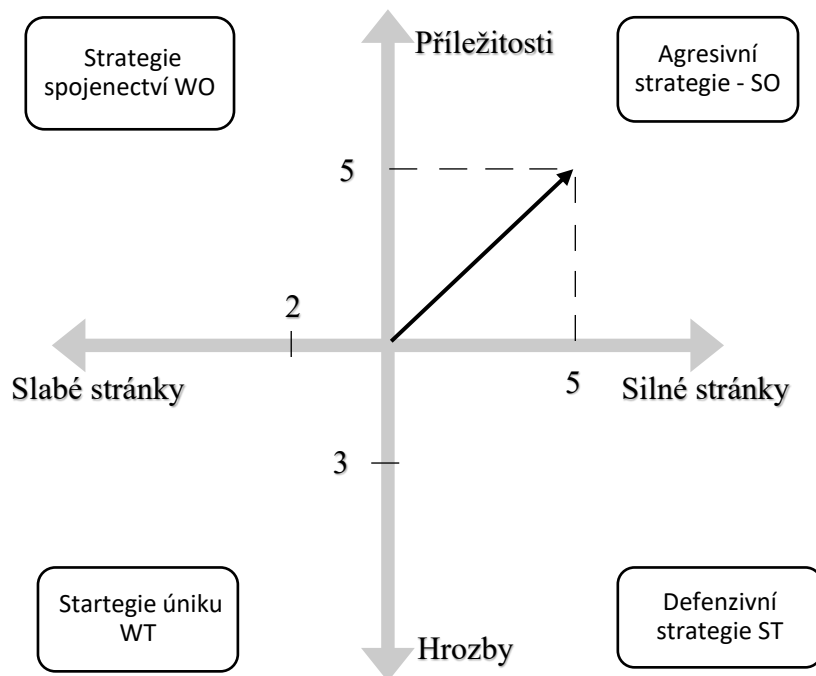 Strategie
spojenectví WO
Příležitosti
Agresivní
strategie - SO
5
2
Slabé stránky
5
Silné stránky
3
Startegie úniku
WT
Hrozby
Defenzivní
strategie ST